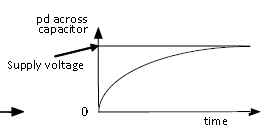 pd across
capacitor
Supply voltage
0
time